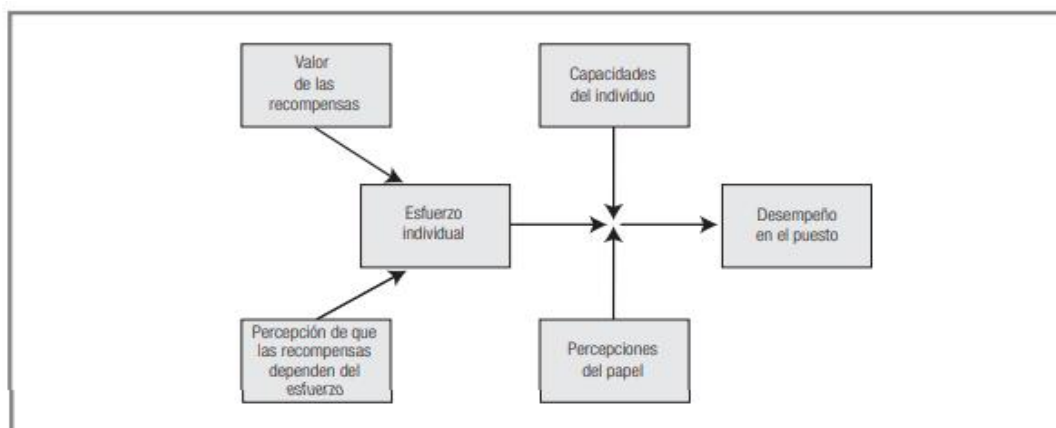 Valor
de las
recompensas
Capacidades
del individuo
Esfuerzo
individual
Desempeño
en el puesto
Percepción de que
las recompensas
dependen del
esfuerzo
Percepciones
del papel